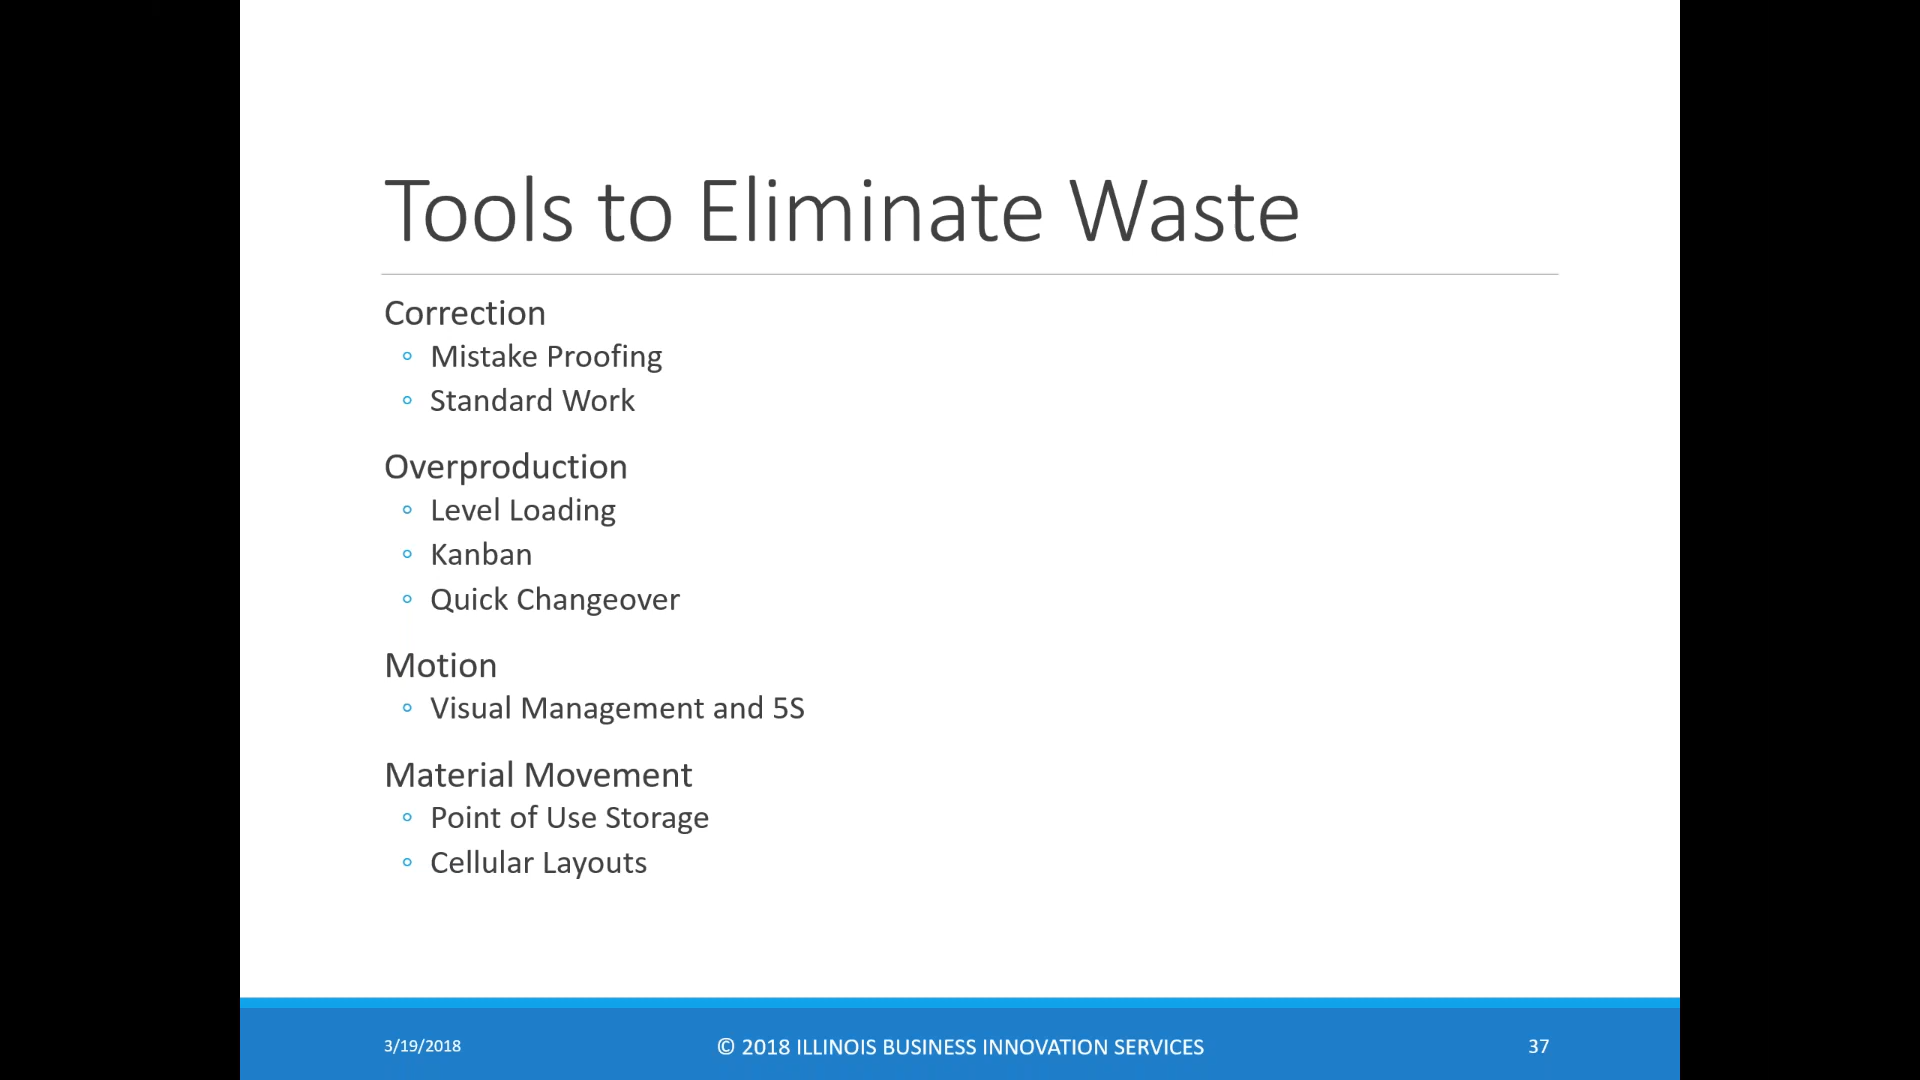 Tools to Eliminate Waste
Correction
◦ Mistake Proofing
◦ Standard Work
Overproduction
◦ Level Loading
◦ Kanban
◦ Quick Changeover
Motion
◦ Visual Management and 5S
Material Movement
◦ Point of Use Storage
◦ Cellular Layouts
3/19/2018
© 2018 ILLINOIS BUSINESS INNOVATION SERVICES
37